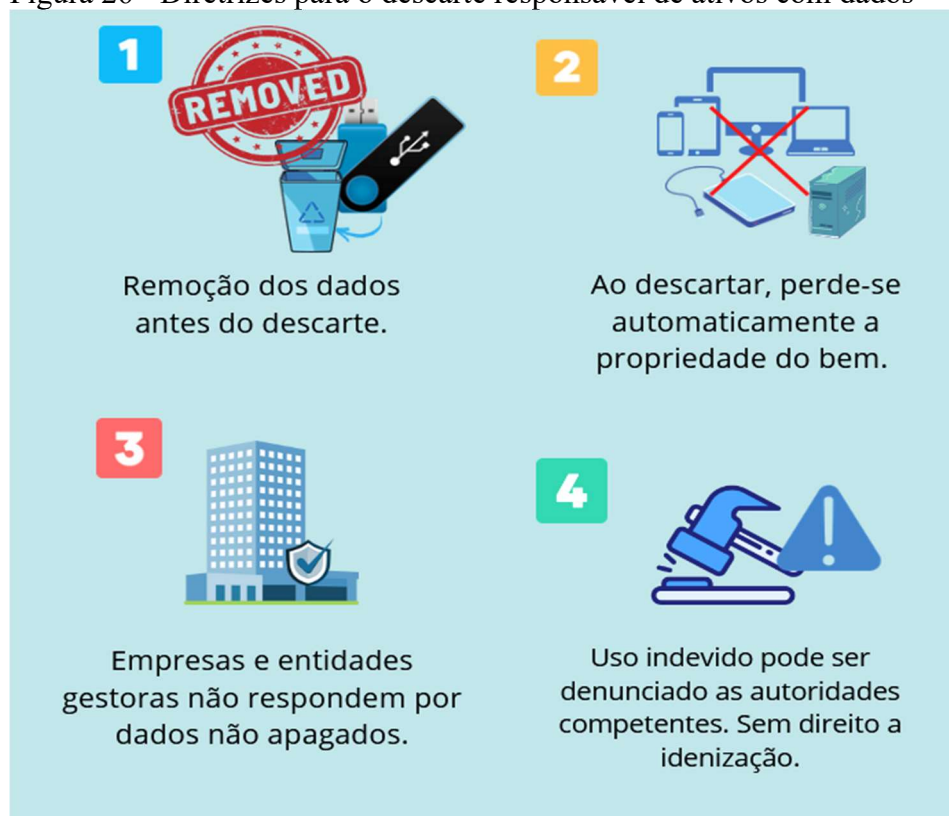 Figura 20 - Diretrizes para o descarte responsável de ativos com dados
1
REMOVED
Remoção dos dados
antes do descarte.
2
Ao descartar, perde-se
automaticamente a
propriedade do bem.
3
Empresas e entidades
gestoras não respondem por
dados não apagados.
4
Uso indevido pode ser
denunciado as autoridades
competentes. Sem direito a
idenização.